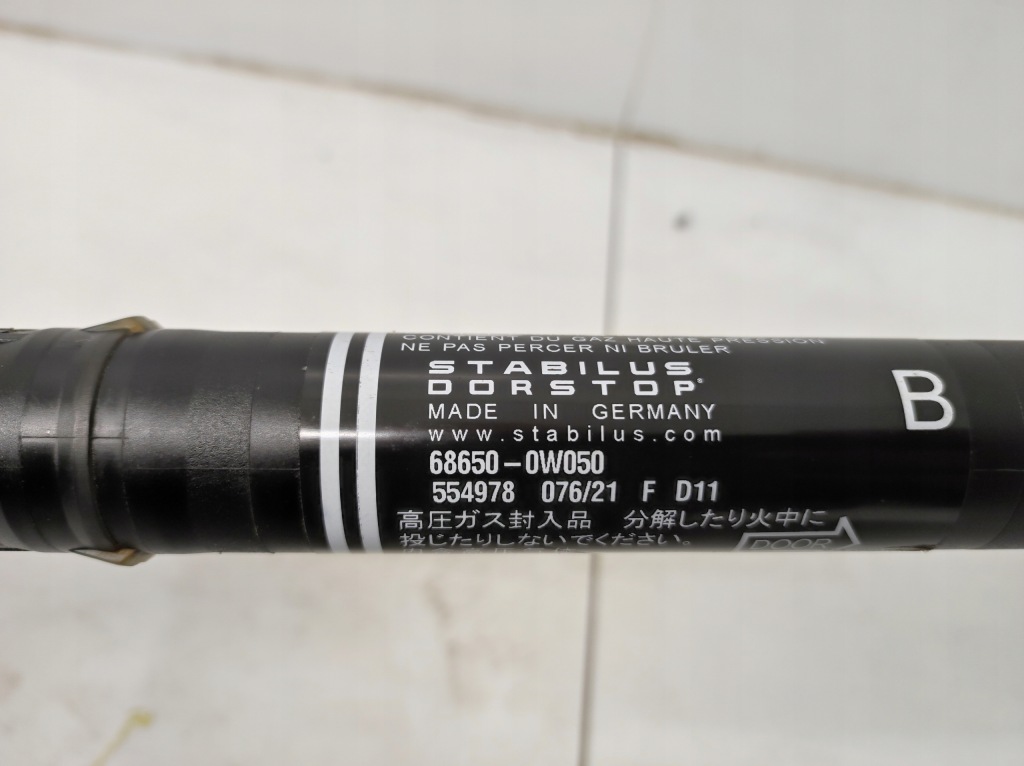 CONTIENT DU GAZ HAUTE PRESSION
NE PAS PERCER NI BRULER
STABILUS
DORSTOP®
MADE IN GERMANY
www.stabilus.com
68650-0W050
554978 076/21 F D11
高圧ガス封入品 分解したり火中に
投じたりしないでください。
DOOR
B